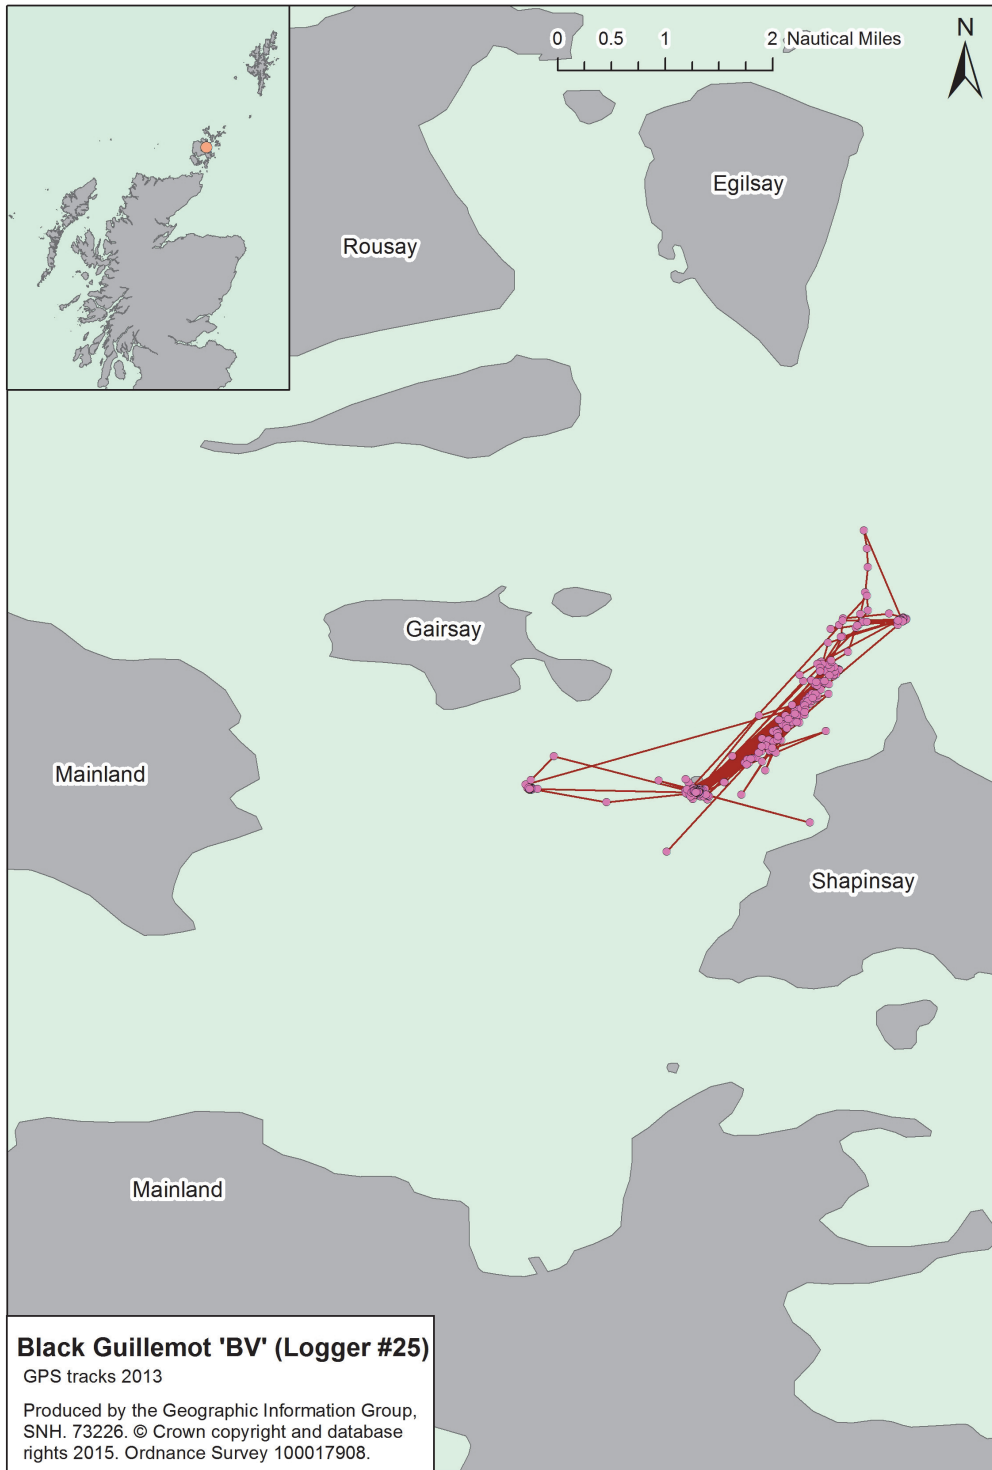 N
0 0.5 1 2 Nautical Miles
Egilsay
Rousay
Gairsay
Mainland
Shapinsay
Mainland
Black Guillemot 'BV' (Logger #25)
GPS tracks 2013
Produced by the Geographic Information Group,
SNH. 73226. © Crown copyright and database
rights 2015. Ordnance Survey 100017908.